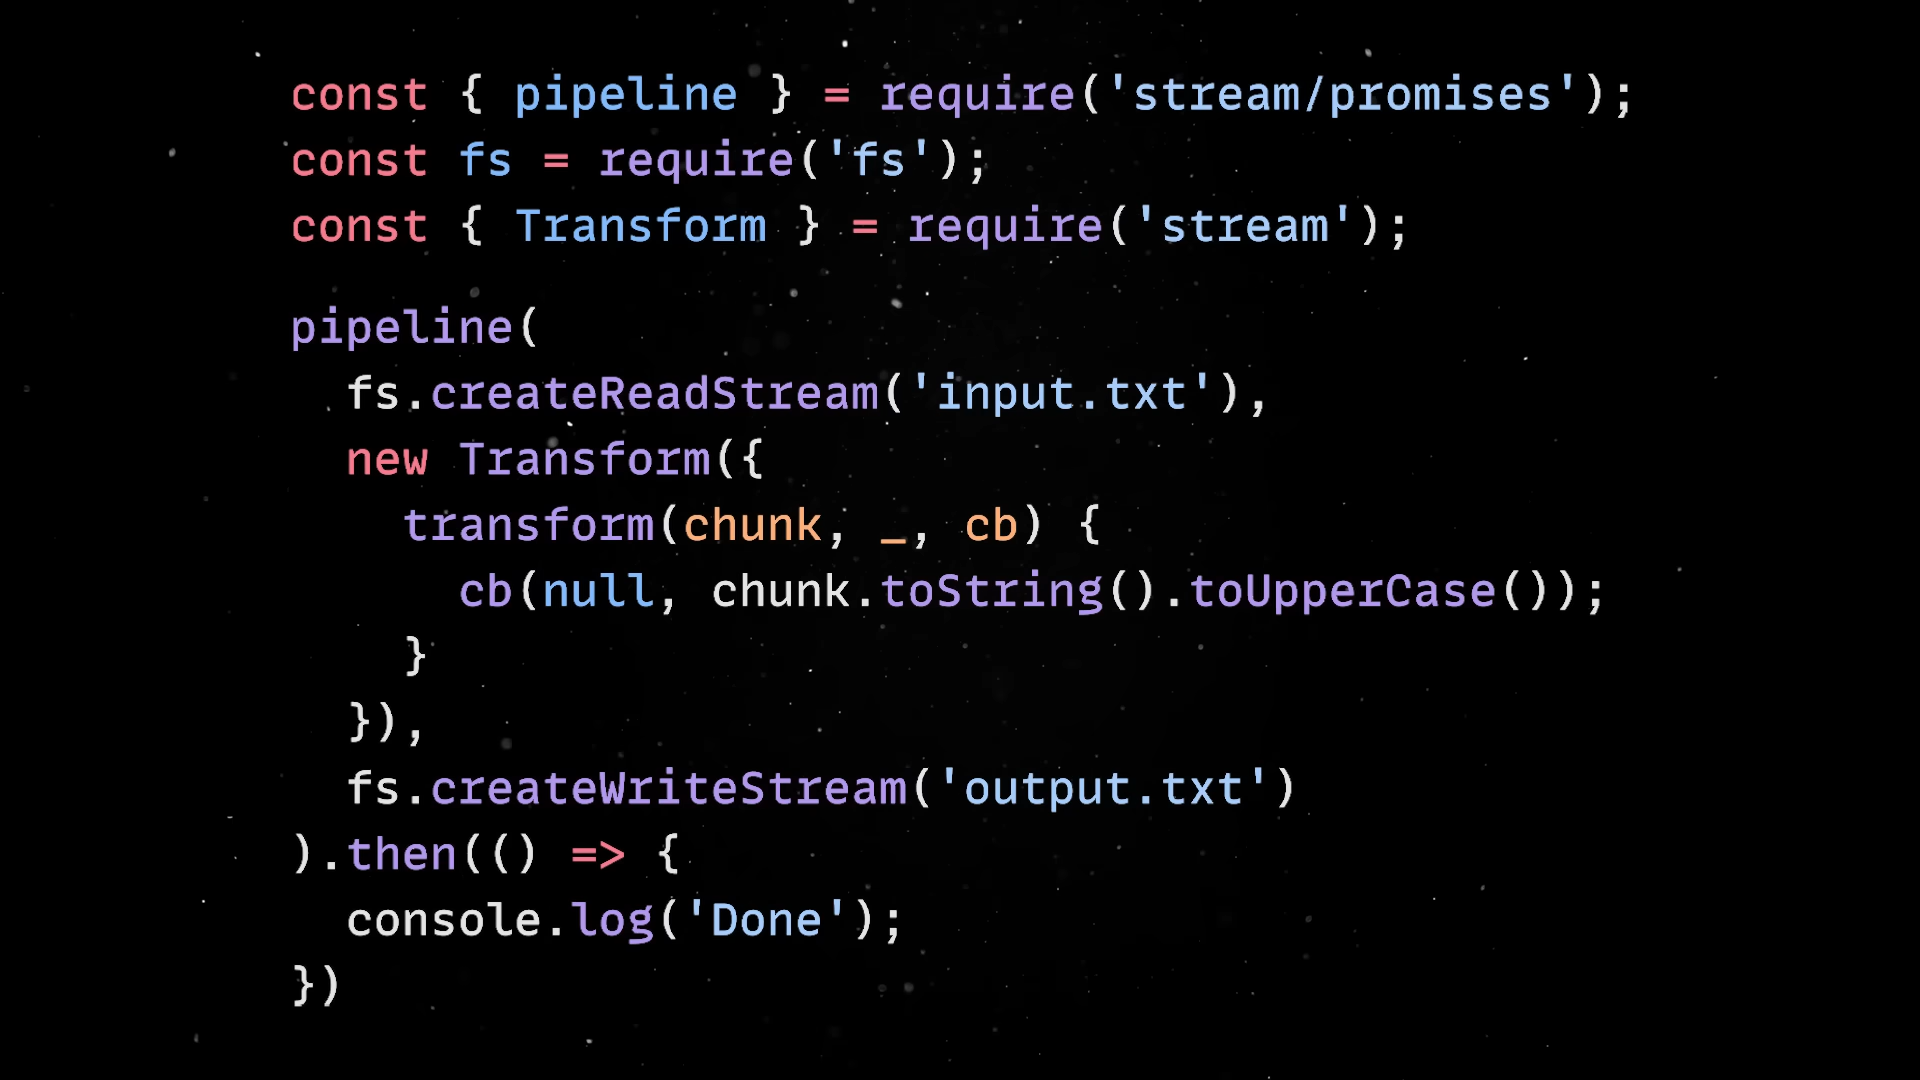 const { pipeline } = require('stream/promises');
const fs = require('fs');
const { Transform } = require('stream');
pipeline(
  fs.createReadStream('input.txt'),
  new Transform({
    transform(chunk, _, cb) {
      cb(null, chunk.toString().toUpperCase());
    }
  }),
  fs.createWriteStream('output.txt')
).then(() => {
  console.log('Done');
})